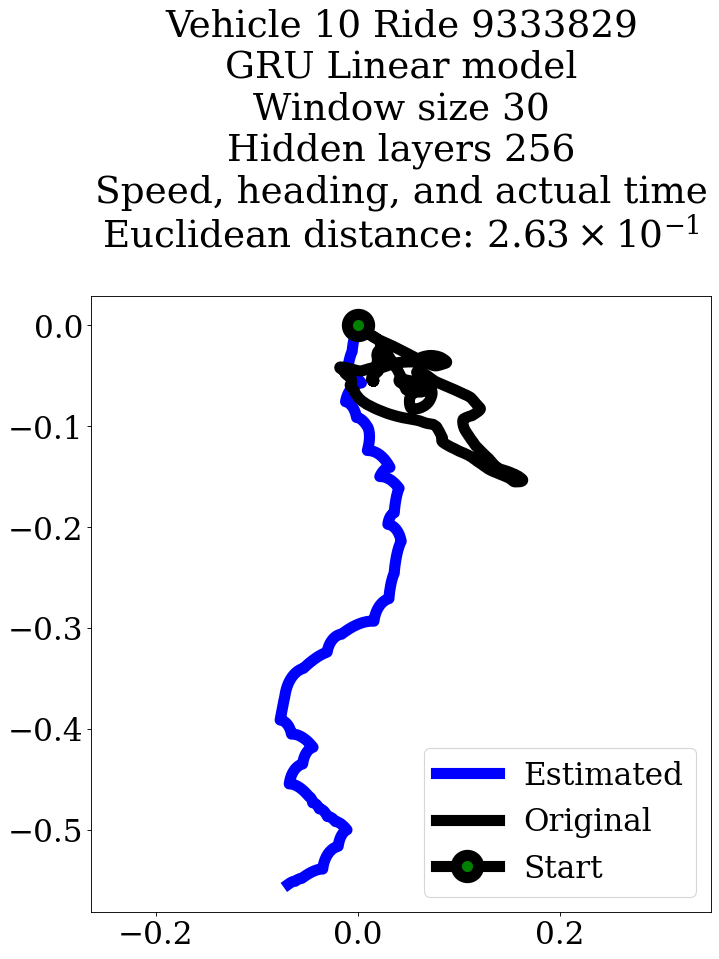 Vehicle 10 Ride 9333829
GRU Linear model
Window size 30
Hidden layers 256
Speed, heading, and actual time
Euclidean distance: 2.63 × 10⁻¹
0.0
−0.1
−0.2
−0.3
−0.4
−0.5
Estimated
Original
Start
−0.2
0.0
0.2